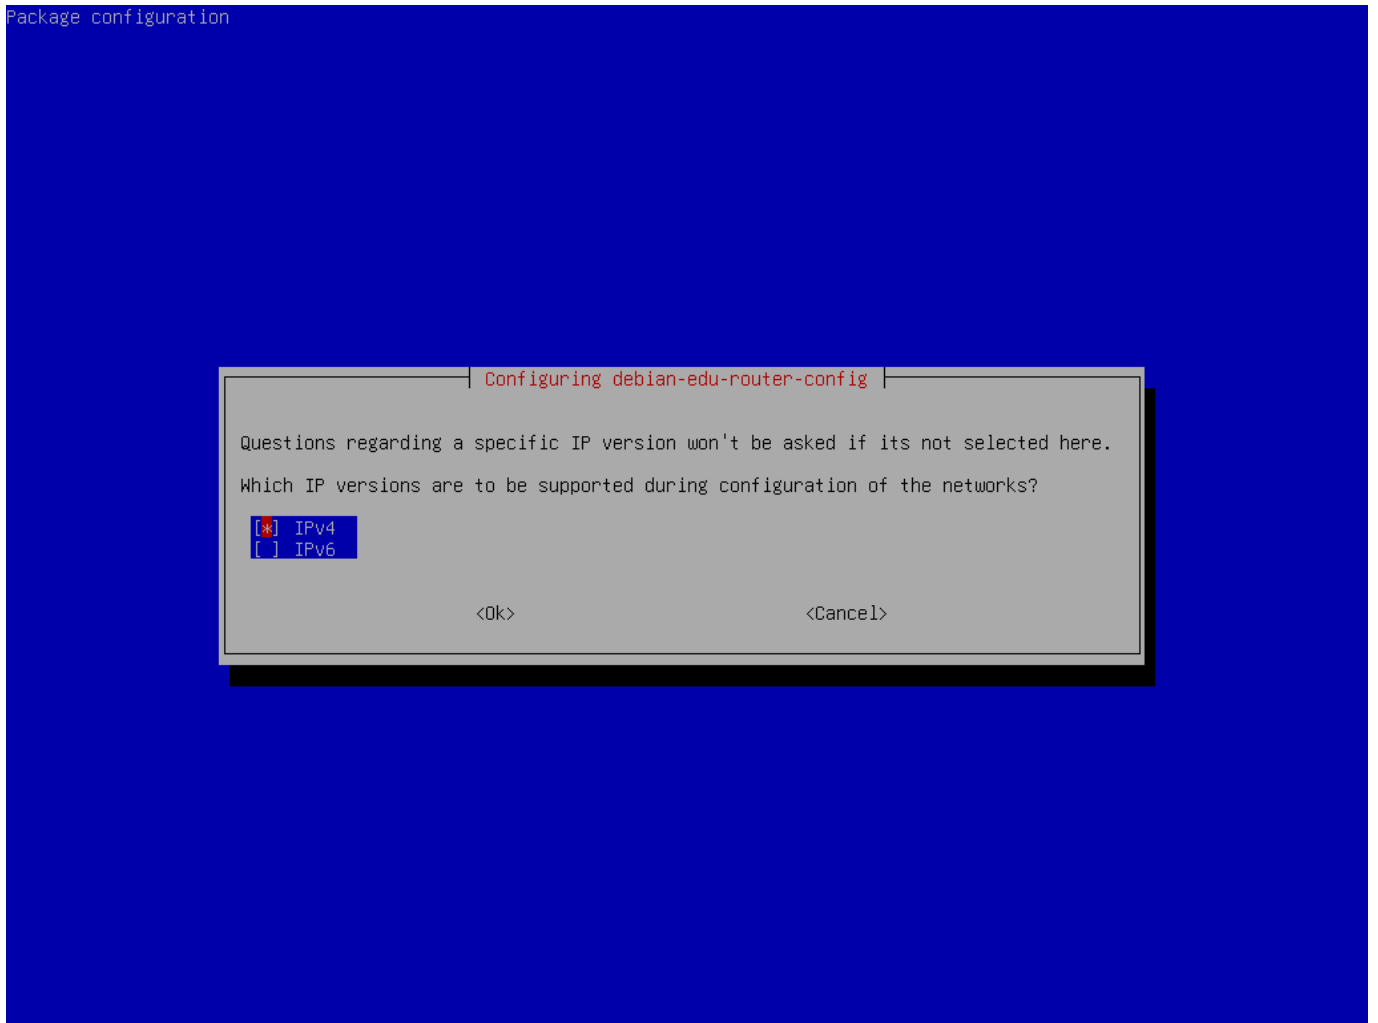 Package configuration
Configuring debian-edu-router-config
Questions regarding a specific IP version won't be asked if its not selected here.
Which IP versions are to be supported during configuration of the networks?
[*] IPv4
[ ] IPv6
<Ok> <Cancel>